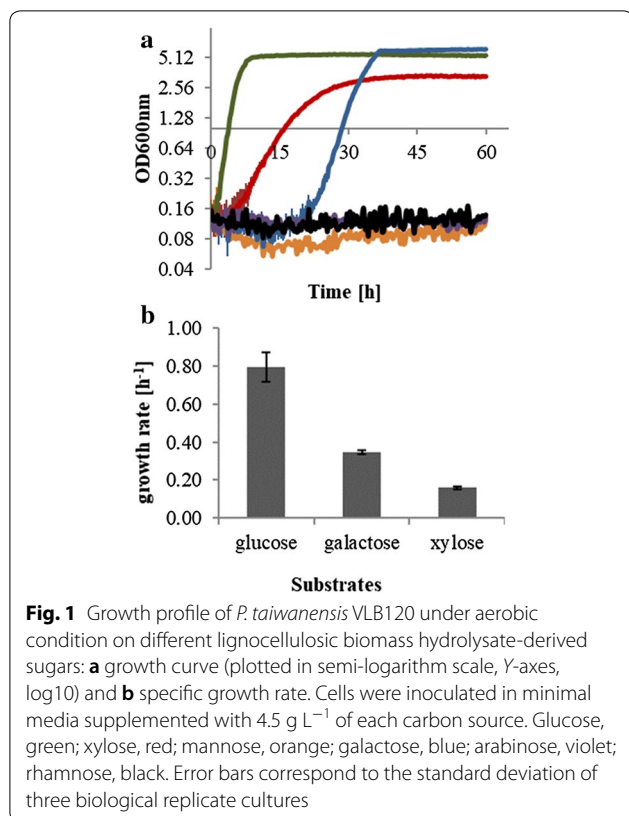 a
5.12
2.56
1.28
0.64
0.32
0.16
0.08
0.04
OD600nm
0 15 30 45 60
Time [h]
b
1.00
0.80
0.60
0.40
0.20
0.00
growth rate [h-1]
glucose galactose xylose
Substrates
Fig. 1 Growth profile of P. taiwanensis VLB120 under aerobic
condition on different lignocellulosic biomass hydrolysate-derived
sugars: a growth curve (plotted in semi-logarithm scale, Y-axes,
log10) and b specific growth rate. Cells were inoculated in minimal
media supplemented with 4.5 g L−1 of each carbon source. Glucose,
green; xylose, red; mannose, orange; galactose, blue; arabinose, violet;
rhamnose, black. Error bars correspond to the standard deviation of
three biological replicate cultures